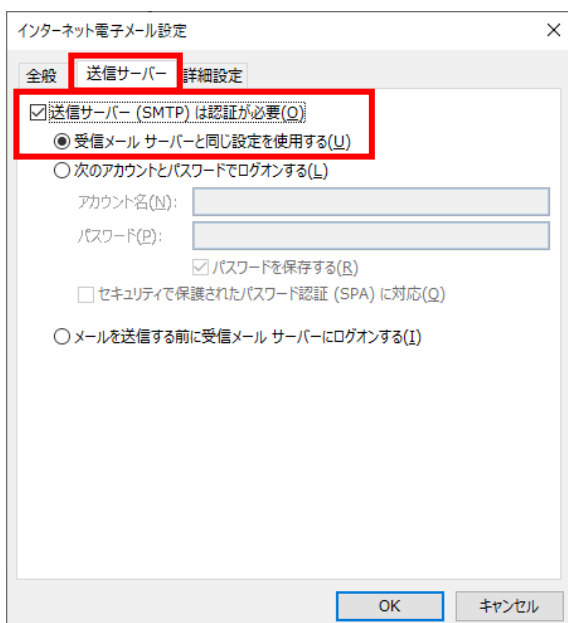 インターネット電子メール設定
全般 送信サーバー 詳細設定
送信サーバー (SMTP) は認証が必要(O)
受信メール サーバーと同じ設定を使用する(U)
次のアカウントとパスワードでログオンする(L)
アカウント名(N):
パスワード(P):
パスワードを保存する(R)
セキュリティで保護されたパスワード認証 (SPA) に対応(Q)
メールを送信する前に受信メール サーバーにログオンする(I)
OK キャンセル